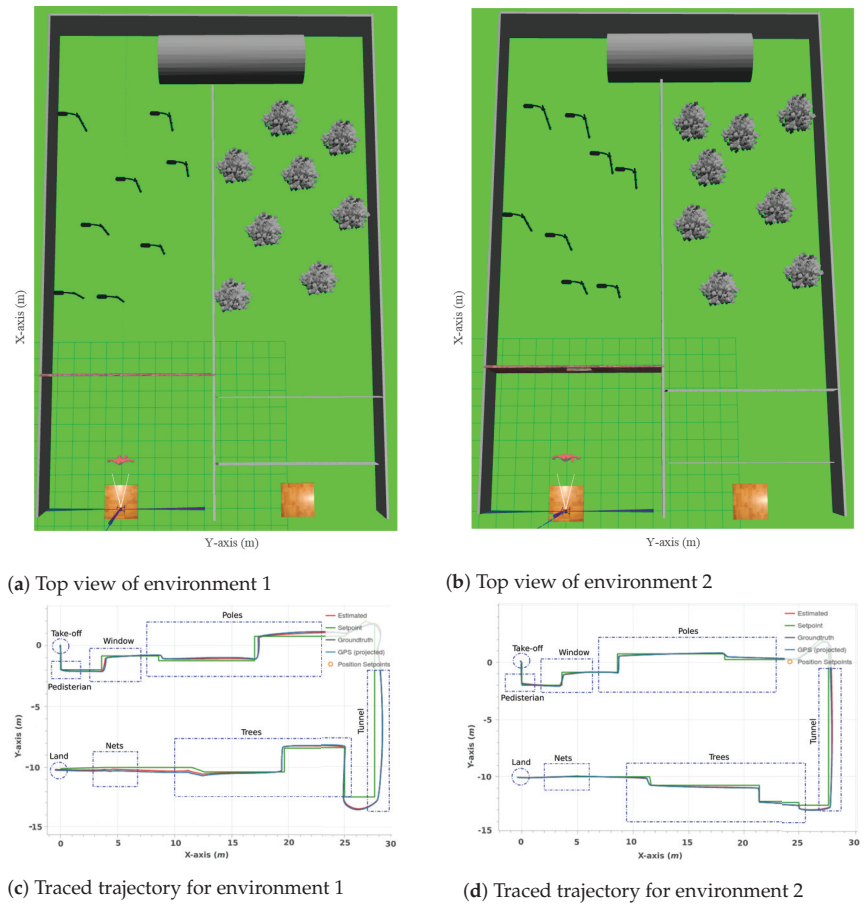 X-axis (m)
Y-axis (m)
X-axis (m)
Y-axis (m)
(a) Top view of environment 1
(b) Top view of environment 2
Take-off
Window
Poles
Estimated
Setpoint
Groundtruth
GPS (projected)
Position Setpoints
Pedisterian
Tunnel
Land
Nets
Trees
Y-axis (m)
0
-5
-10
-15
0
5
10
15
20
25
30
X-axis (m)
(c) Traced trajectory for environment 1
Take-off
Window
Poles
Estimated
Setpoint
Groundtruth
GPS (projected)
Position Setpoints
Pedisterian
Tunnel
Land
Nets
Trees
Y-axis (m)
5
0
-5
-10
-15
0
5
10
15
20
25
30
X-axis (m)
(d) Traced trajectory for environment 2